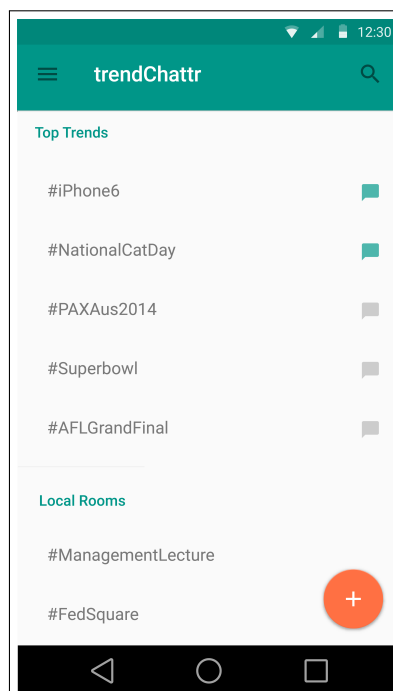 12:30
trendChattr
Top Trends
#iPhone6
#NationalCatDay
#PAXAus2014
#Superbowl
#AFLGrandFinal
Local Rooms
#ManagementLecture
#FedSquare